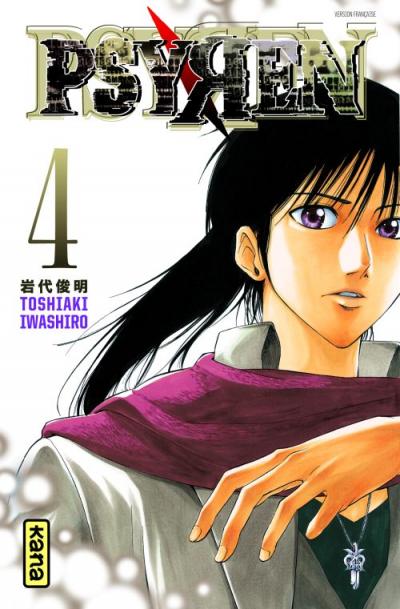 VERSION FRANÇAISE
PSYREN
4
岩代俊明
TOSHIAKI
IWASHIRO
KANA